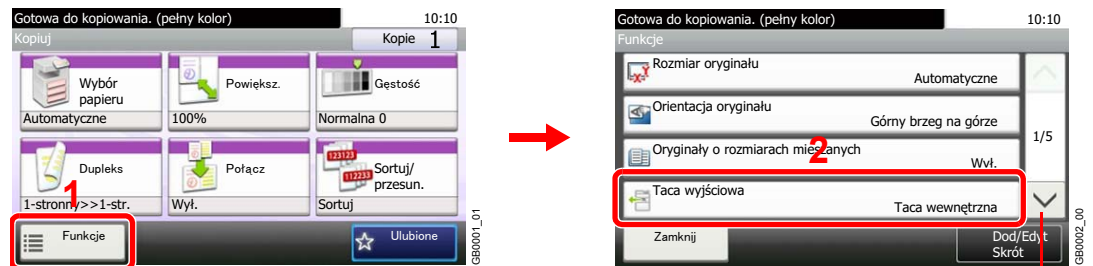 Gotowa do kopiowania. (pełny kolor) 10:10
Kopiuj Kopie 1
Wybór papieru
Automatyczne
Powiększ.
100%
Gęstość
Normalna 0
Dupleks
1-stronny>>1-str.
Połącz
Wył.
123123
112233
Sortuj/
przesun.
Sortuj
1
Funkcje
Ulubione
GB0001_01
Gotowa do kopiowania. (pełny kolor) 10:10
Funkcje
Rozmiar oryginału
Automatyczne
Orientacja oryginału
Górny brzeg na górze
Oryginały o rozmiarach mieszanych
Wył.
2
Taca wyjściowa
Taca wewnętrzna
1/5
Zamknij
Dod/Edyt
Skrót
GB0002_00